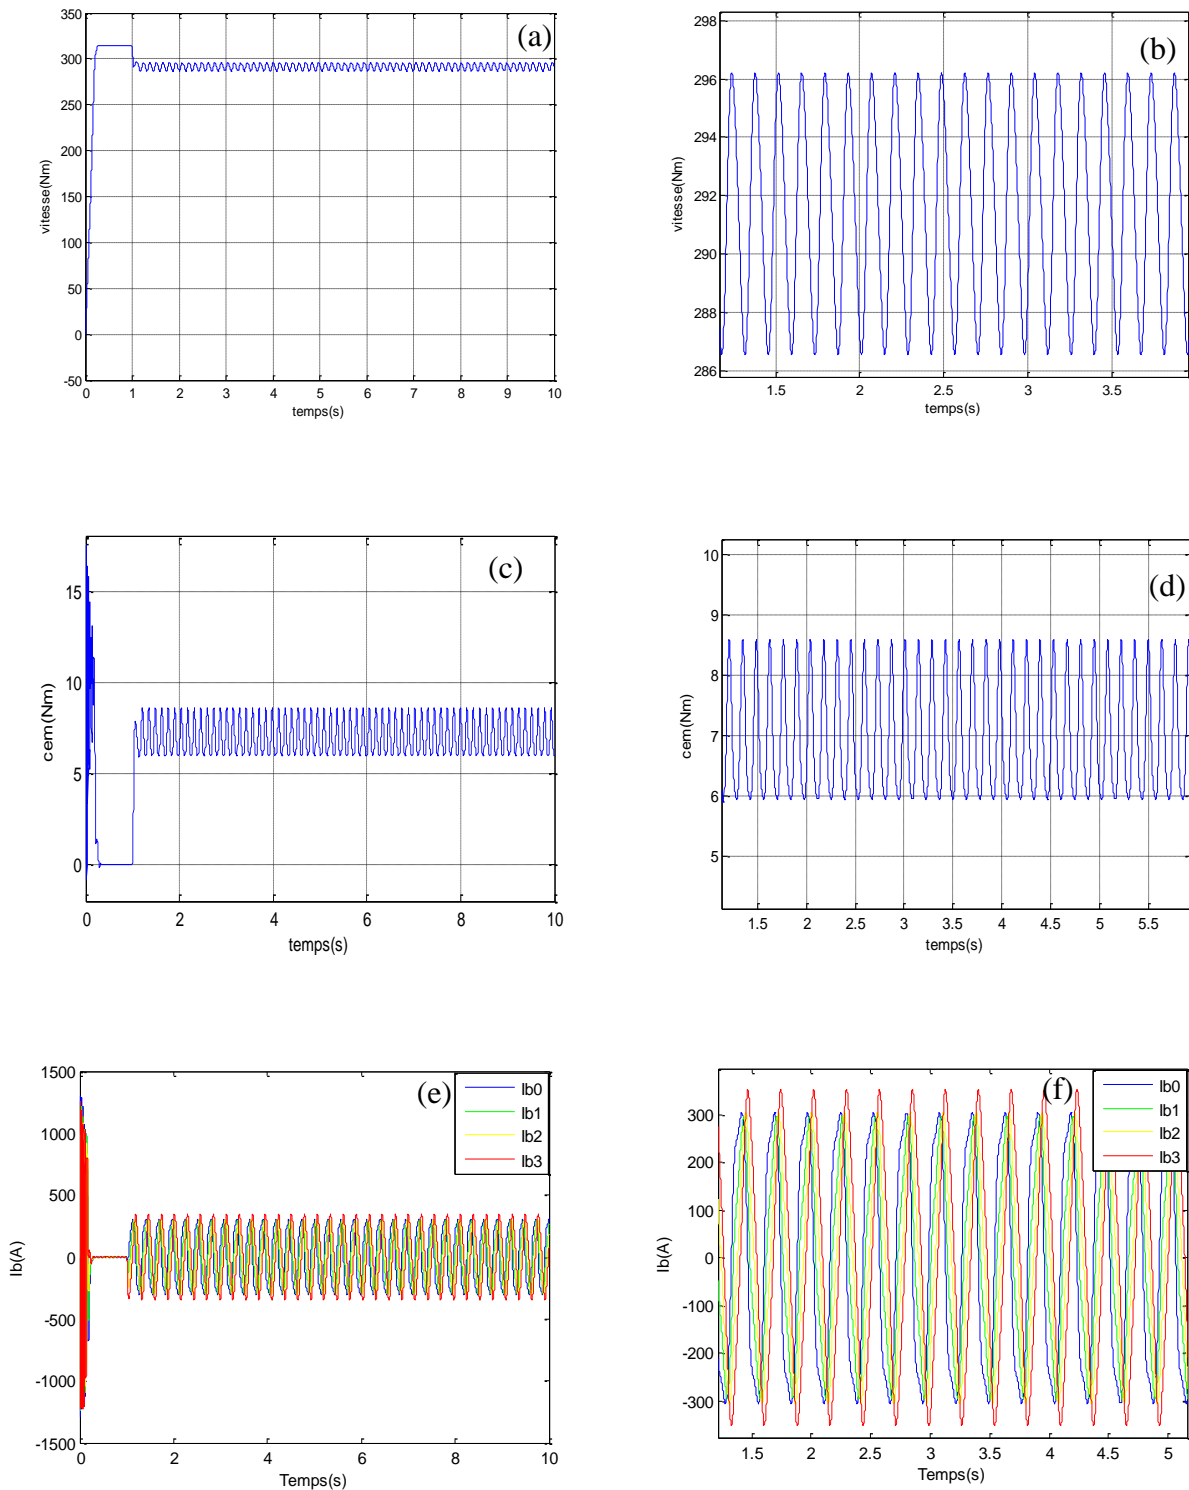 (a)
350
300
250
200
150
100
50
0
-50
vitesse(Nm)
0 1 2 3 4 5 6 7 8 9 10
temps(s)
(b)
298
296
294
292
290
288
286
vitesse(Nm)
1.5 2 2.5 3 3.5
temps(s)
(c)
15
10
5
0
cem(Nm)
0 2 4 6 8 10
temps(s)
(d)
10
9
8
7
6
5
cem(Nm)
1.5 2 2.5 3 3.5 4 4.5 5 5.5
temps(s)
(e)
Ib0
Ib1
Ib2
Ib3
1500
1000
500
0
-500
-1000
-1500
Ib(A)
0 2 4 6 8 10
Temps(s)
(f)
Ib0
Ib1
Ib2
Ib3
300
200
100
0
-100
-200
-300
Ib(A)
1.5 2 2.5 3 3.5 4 4.5 5
Temps(s)